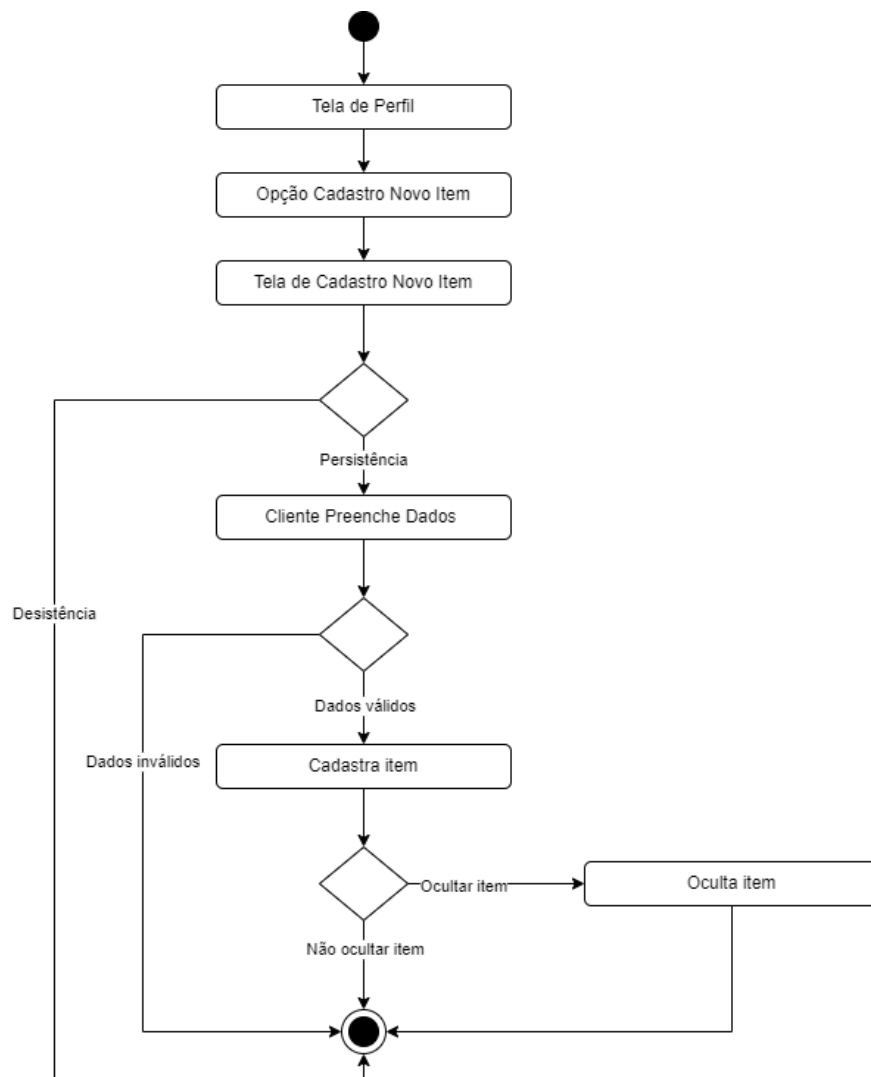 Tela de Perfil
Opção Cadastro Novo Item
Tela de Cadastro Novo Item
Persistência
Cliente Preenche Dados
Desistência
Dados válidos
Dados inválidos
Cadastra item
Ocultar item
Oculta item
Não ocultar item